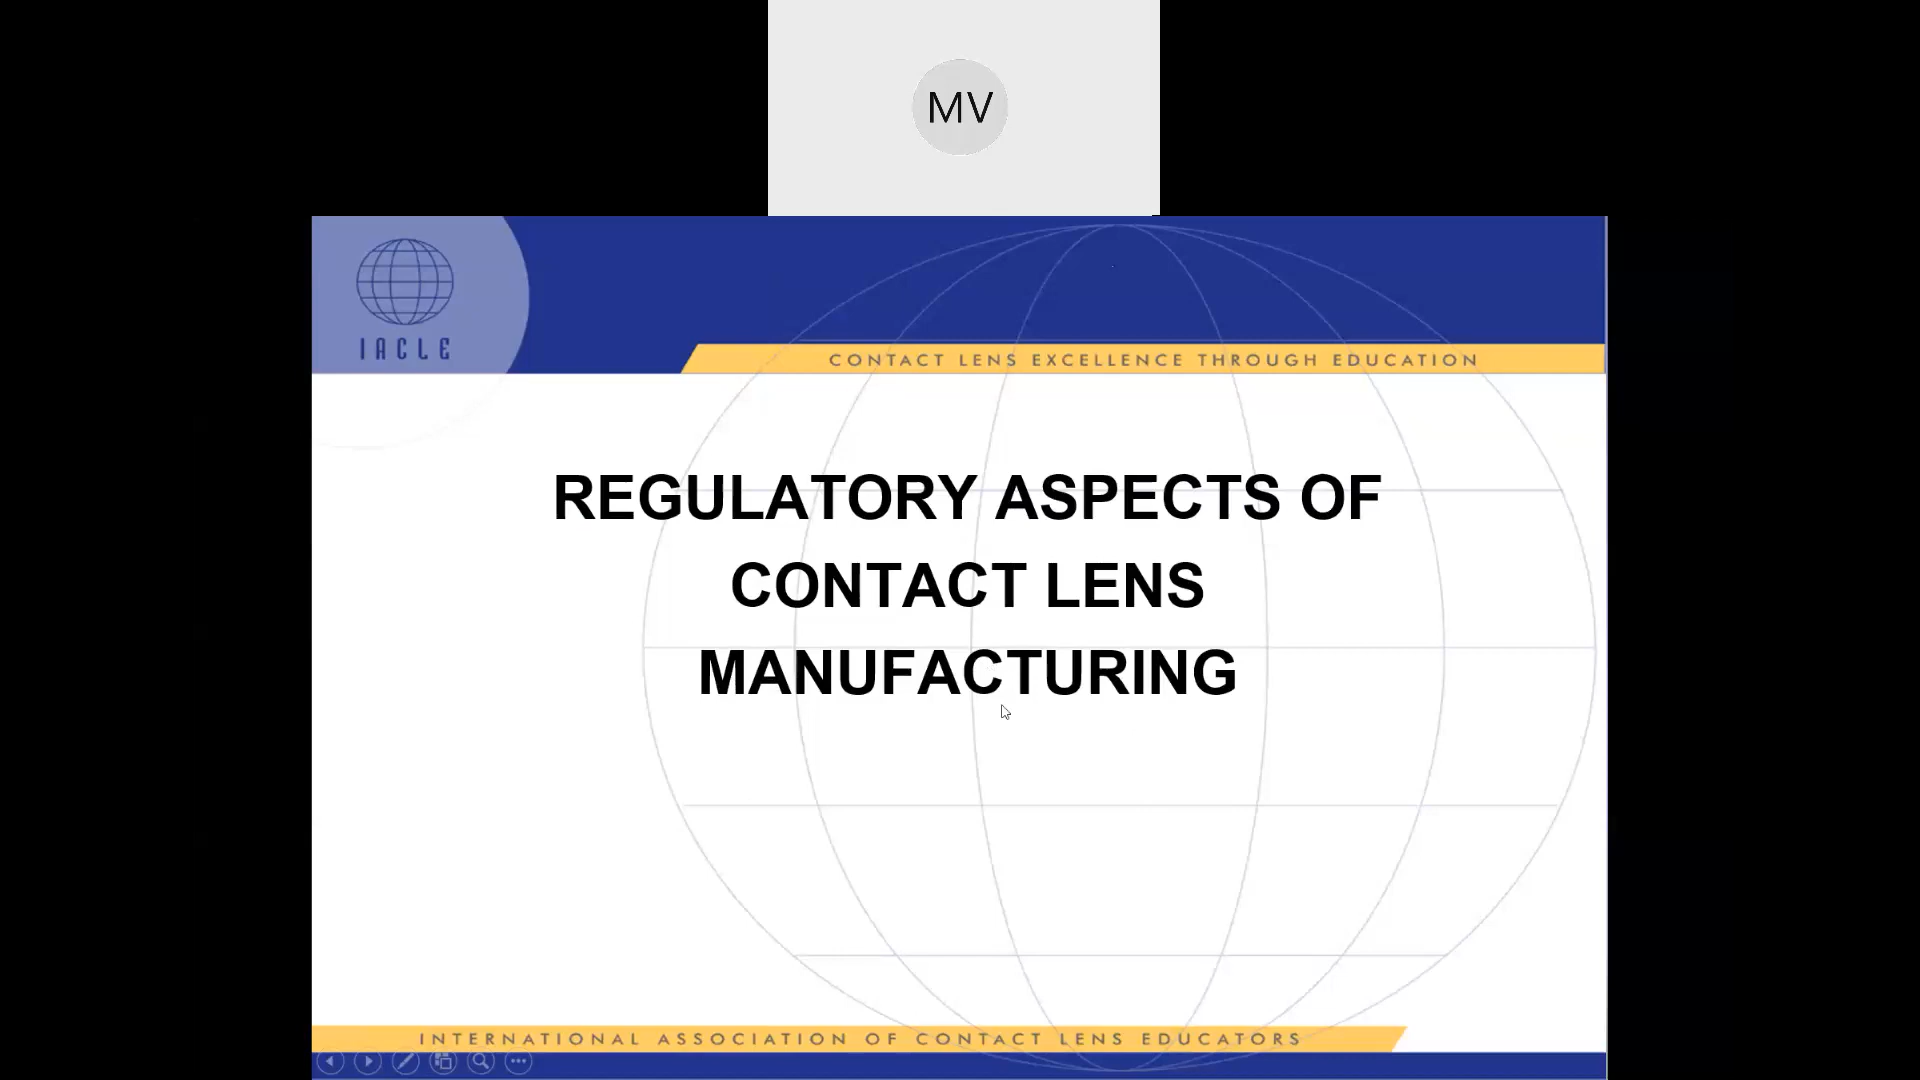 MV
IACLE
CONTACT LENS EXCELLENCE THROUGH EDUCATION
REGULATORY ASPECTS OF
CONTACT LENS
MANUFACTURING
INTERNATIONAL ASSOCIATION OF CONTACT LENS EDUCATORS